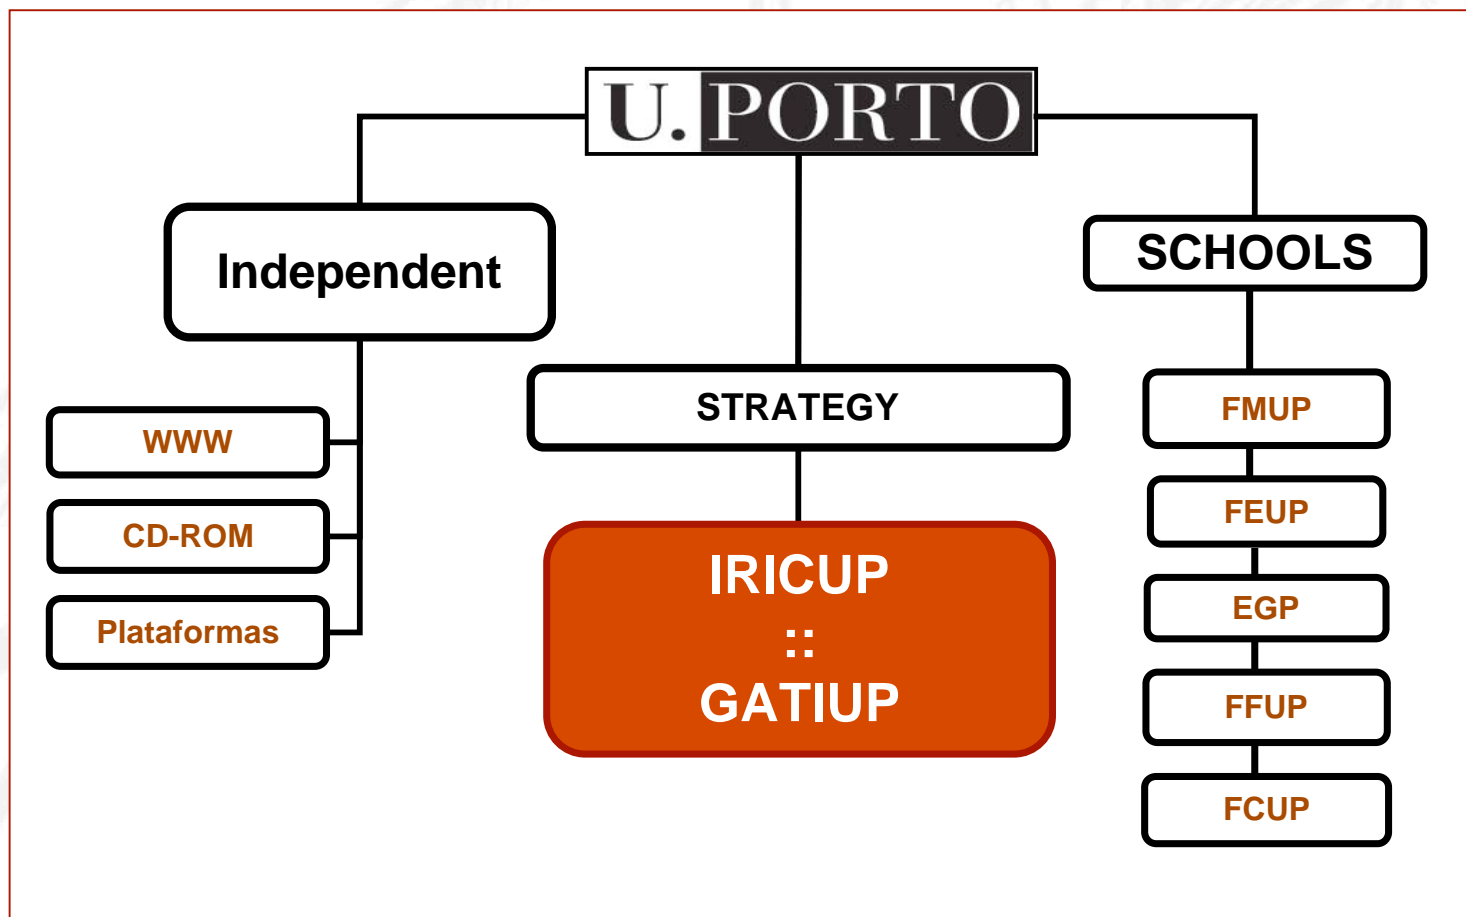 U. PORTO
Independent
WWW
CD-ROM
Plataformas
STRATEGY
IRICUP
::
GATIUP
SCHOOLS
FMUP
FEUP
EGP
FFUP
FCUP